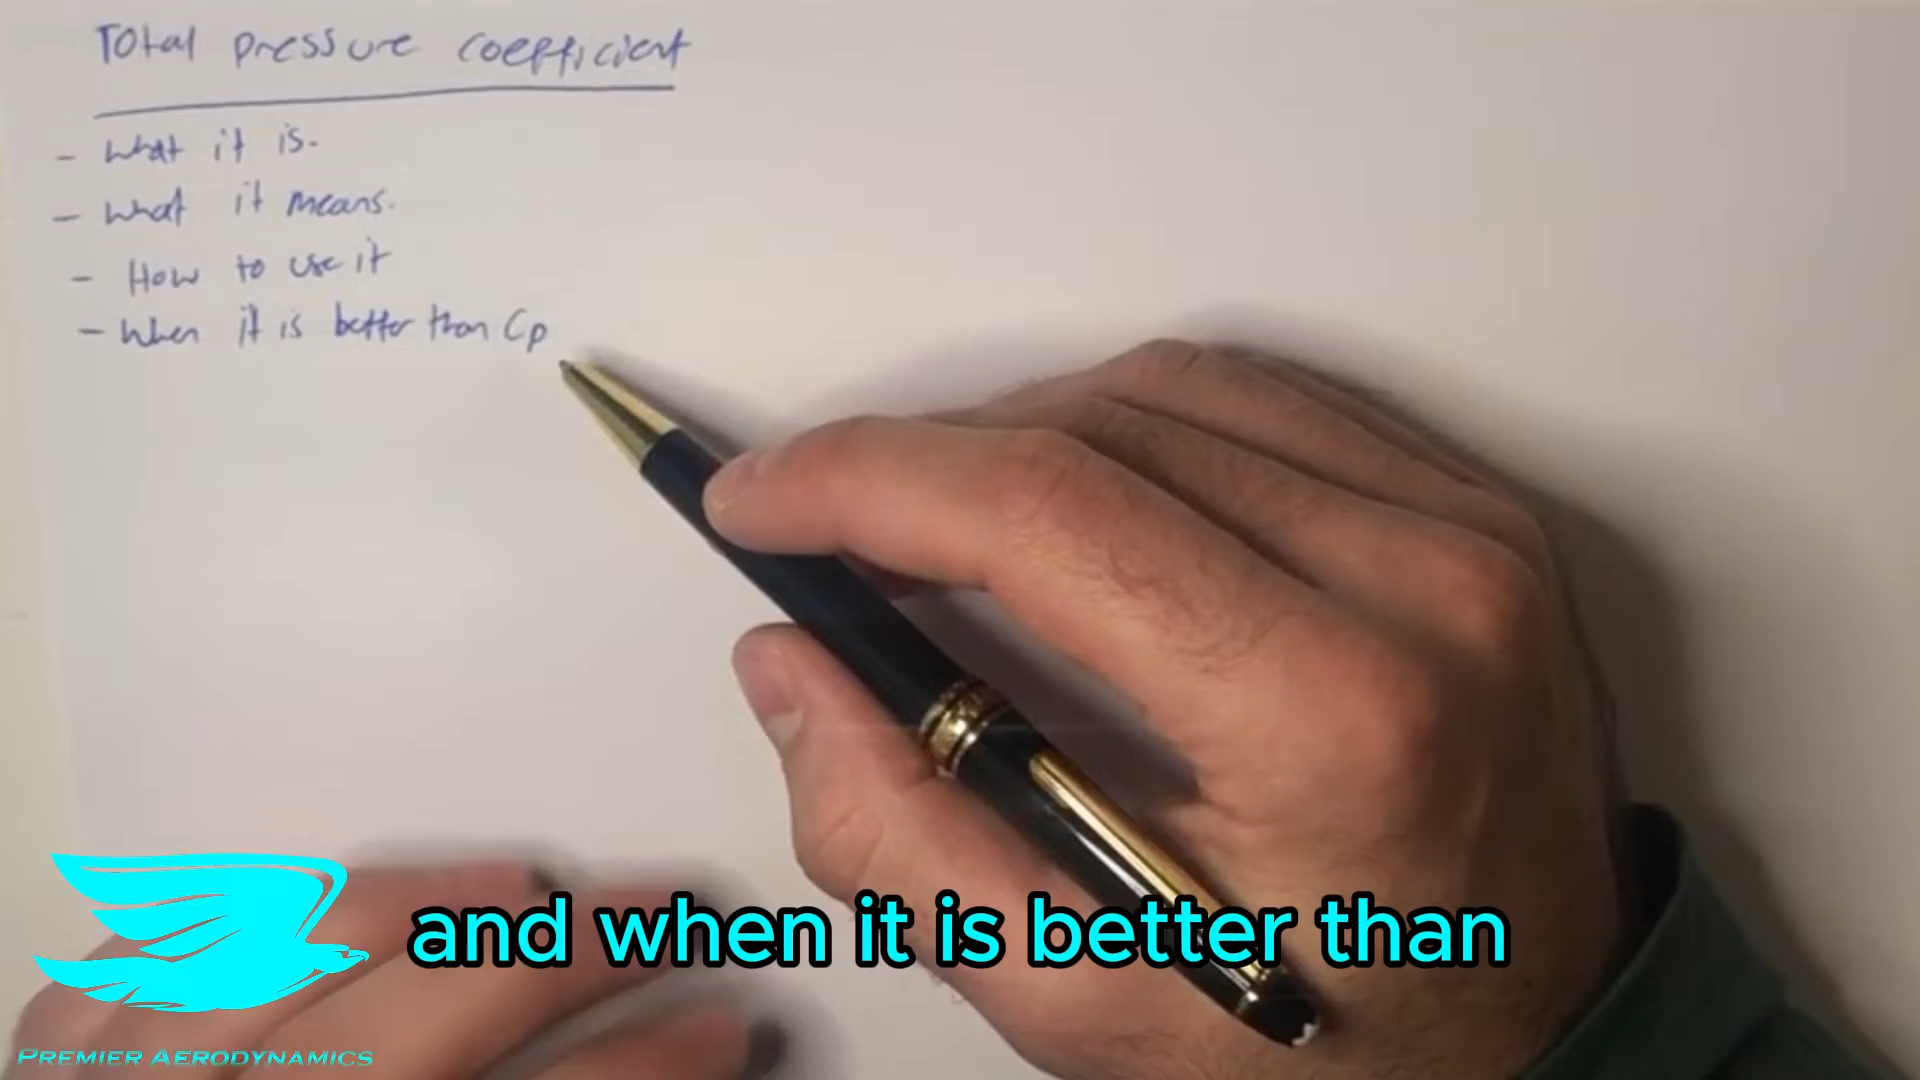 Total pressure coefficient
- What it is.
- What it means.
- How to use it
- When it is better than Cp
and when it is better than
PREMIER AERODYNAMICS